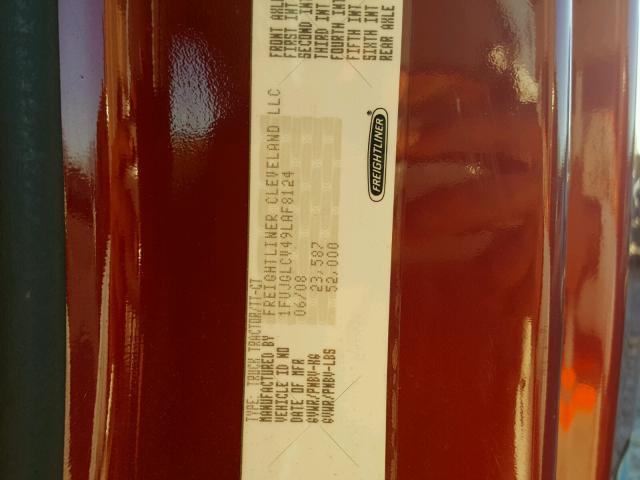 TYPE: TRUCK TRACTOR/TT-CT
MANUFACTURED BY FREIGHTLINER CLEVELAND LLC
VEHICLE ID NO 1FUJGLCV49LAF8124
DATE OF MFR 06/08
GVWR/PNBV-KG 23,587
GVWR/PNBV-LBS 52,000
FRONT AXLE
FIRST INT
SECOND INT
THIRD INT
FOURTH INT
FIFTH INT
SIXTH INT
REAR AXLE
FREIGHTLINER®